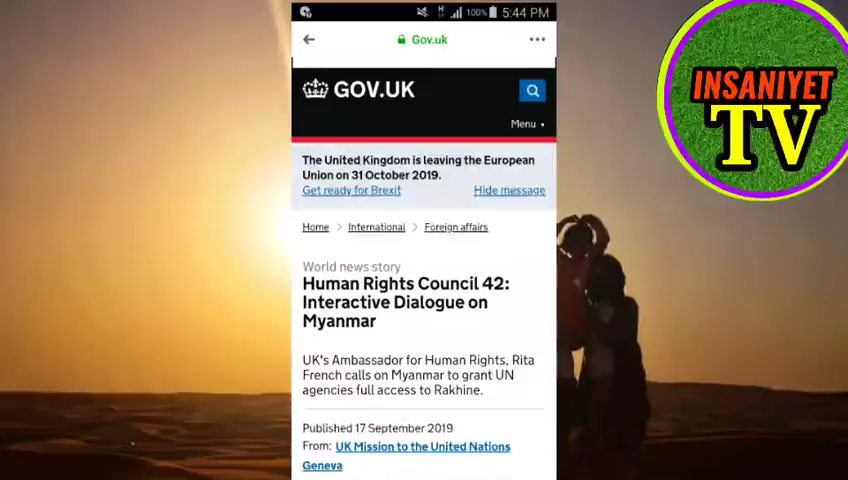 H
100%
5:44 PM
Gov.uk
GOV.UK
Menu
The United Kingdom is leaving the European
Union on 31 October 2019.
Get ready for Brexit
Hide message
Home > International > Foreign affairs
World news story
Human Rights Council 42:
Interactive Dialogue on
Myanmar
UK's Ambassador for Human Rights, Rita
French calls on Myanmar to grant UN
agencies full access to Rakhine.
Published 17 September 2019
From: UK Mission to the United Nations
Geneva
INSANIYET
TV